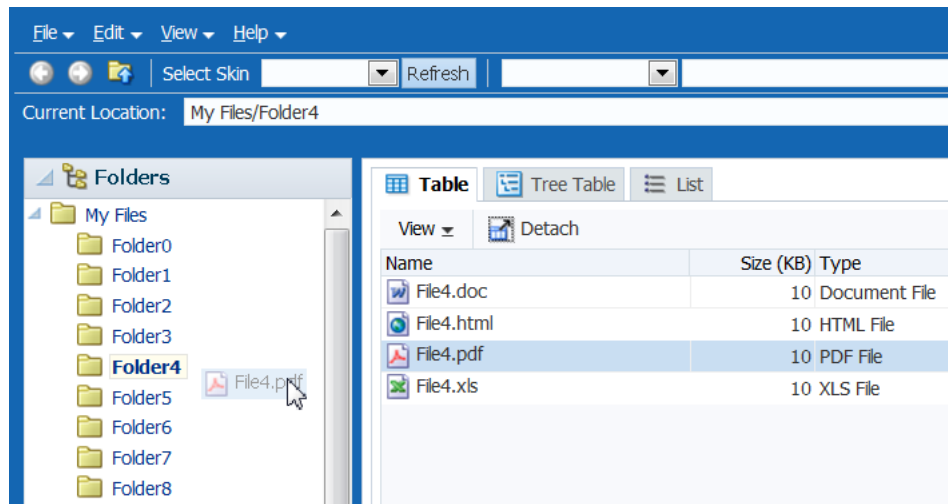 File Edit View Help
Select Skin Refresh
Current Location: My Files/Folder4
Folders
My Files
Folder0
Folder1
Folder2
Folder3
Folder4
File4.pdf
Folder5
Folder6
Folder7
Folder8
Table Tree Table List
View Detach
Name Size (KB) Type
File4.doc 10 Document File
File4.html 10 HTML File
File4.pdf 10 PDF File
File4.xls 10 XLS File